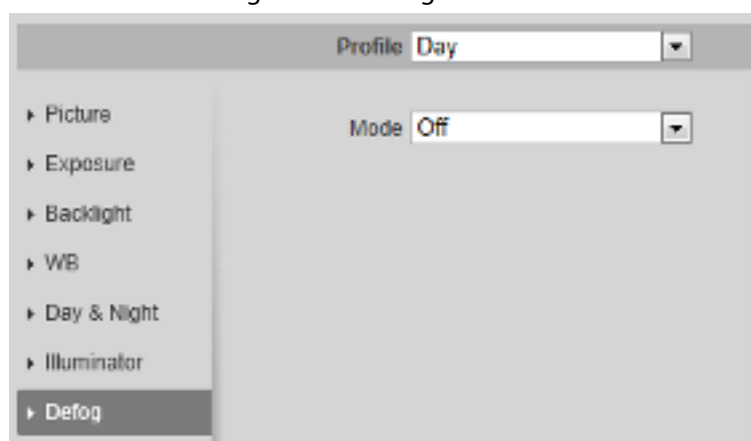 Profile Day
Mode Off
Picture
Exposure
Backlight
WB
Day & Night
Illuminator
Defog